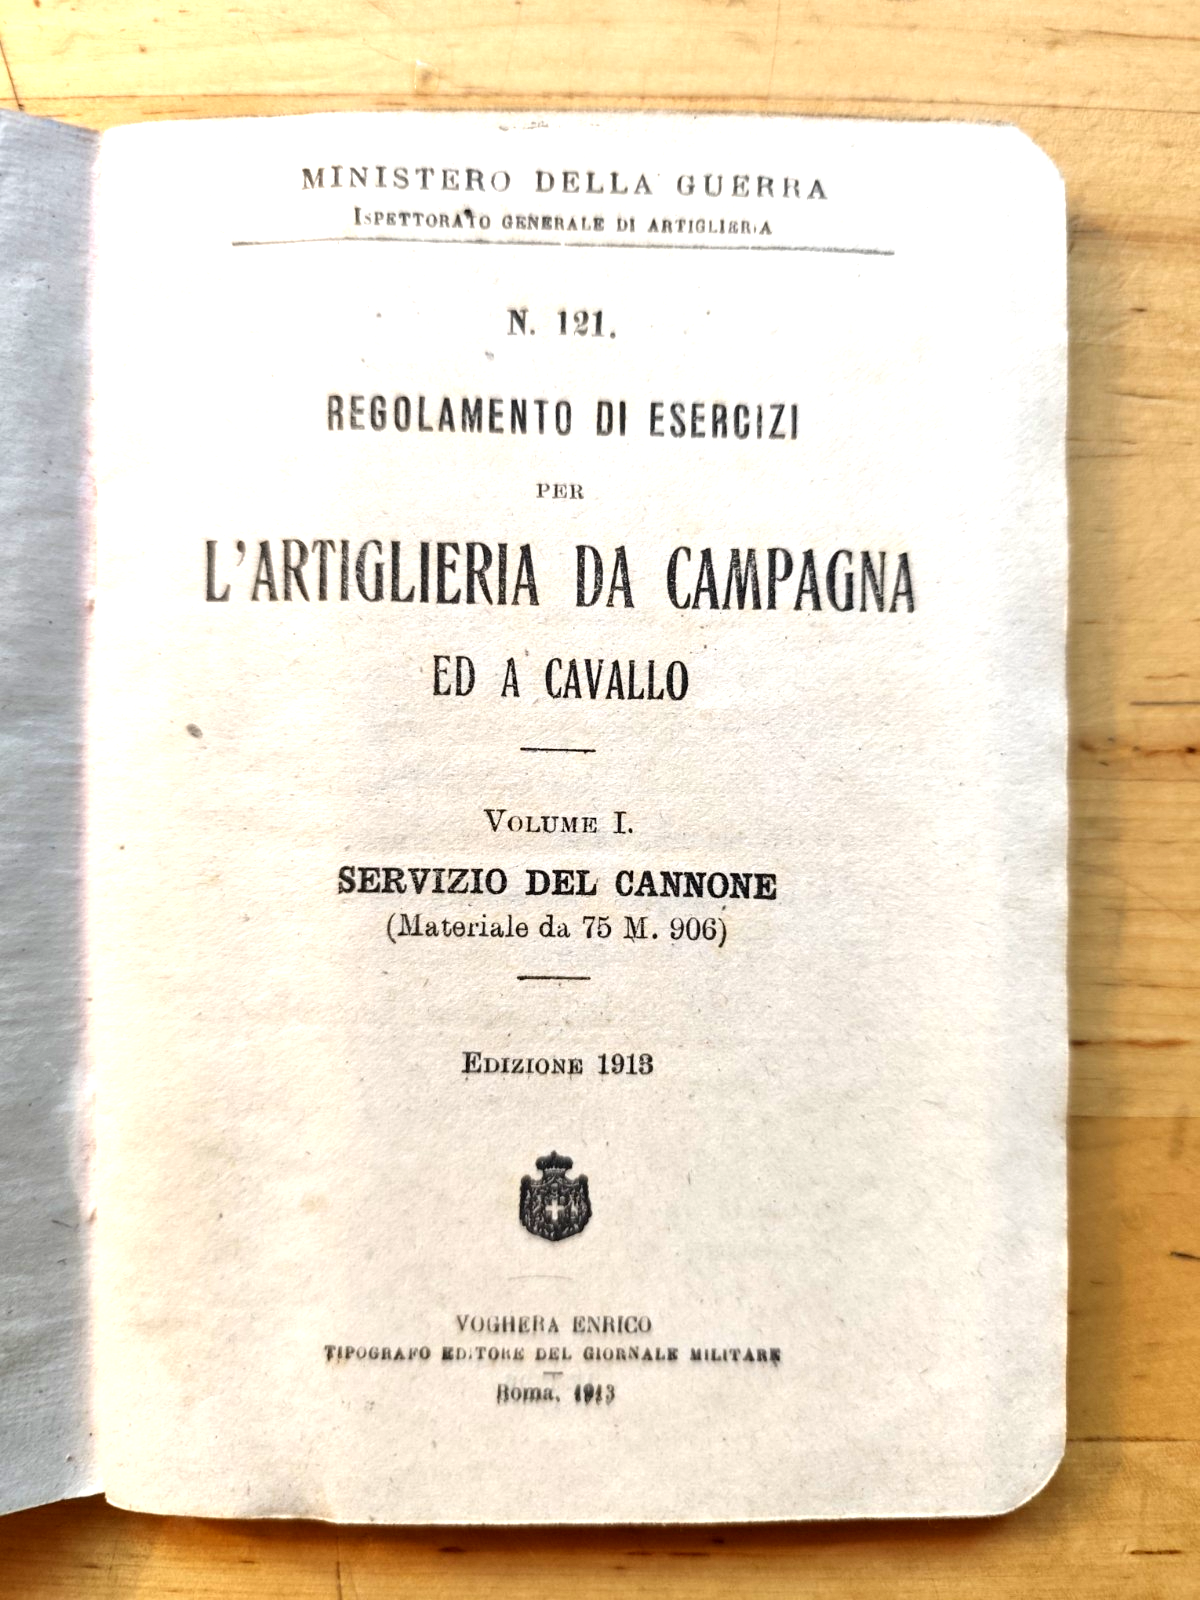 MINISTERO DELLA GUERRA
ISPETTORATO GENERALE DI ARTIGLIERIA
N. 121.
REGOLAMENTO DI ESERCIZI
PER
L'ARTIGLIERIA DA CAMPAGNA
ED A CAVALLO
VOLUME I.
SERVIZIO DEL CANNONE
(Materiale da 75 M. 906)
EDIZIONE 1913
VOGHERA ENRICO
TIPOGRAFO EDITORE DEL GIORNALE MILITARE
Roma, 1913